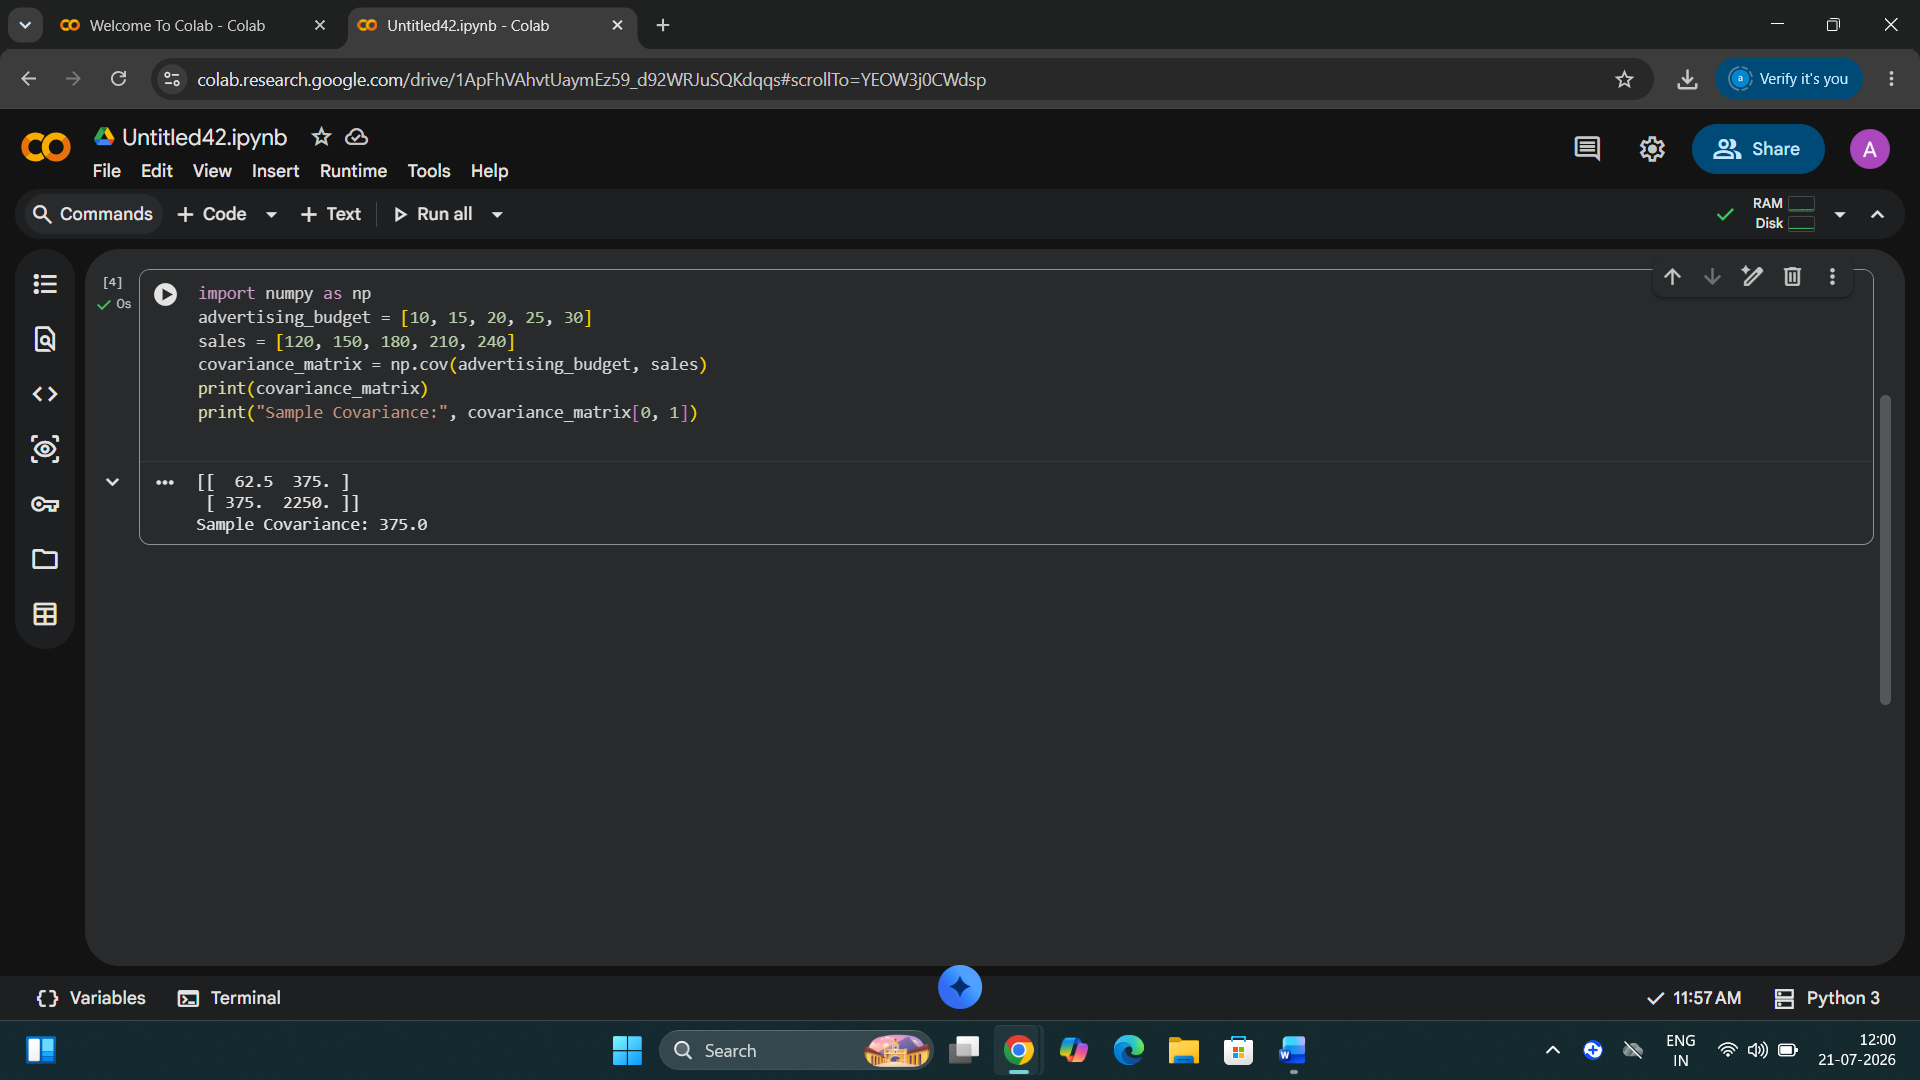 Welcome To Colab - Colab
Untitled42.ipynb - Colab
colab.research.google.com/drive/1ApFhVAhvtUaymEz59_d92WRJuSQKdqqs#scrollTo=YEOW3j0CWdsp
a
Verify it's you
Untitled42.ipynb
File Edit View Insert Runtime Tools Help
Share
A
Commands + Code + Text Run all
RAM
Disk
[4]
0s
import numpy as np
advertising_budget = [10, 15, 20, 25, 30]
sales = [120, 150, 180, 210, 240]
covariance_matrix = np.cov(advertising_budget, sales)
print(covariance_matrix)
print("Sample Covariance:", covariance_matrix[0, 1])
[[  62.5  375. ]
 [ 375.  2250. ]]
Sample Covariance: 375.0
Variables
Terminal
11:57 AM
Python 3
Search
W
ENG
IN
12:00
21-07-2026